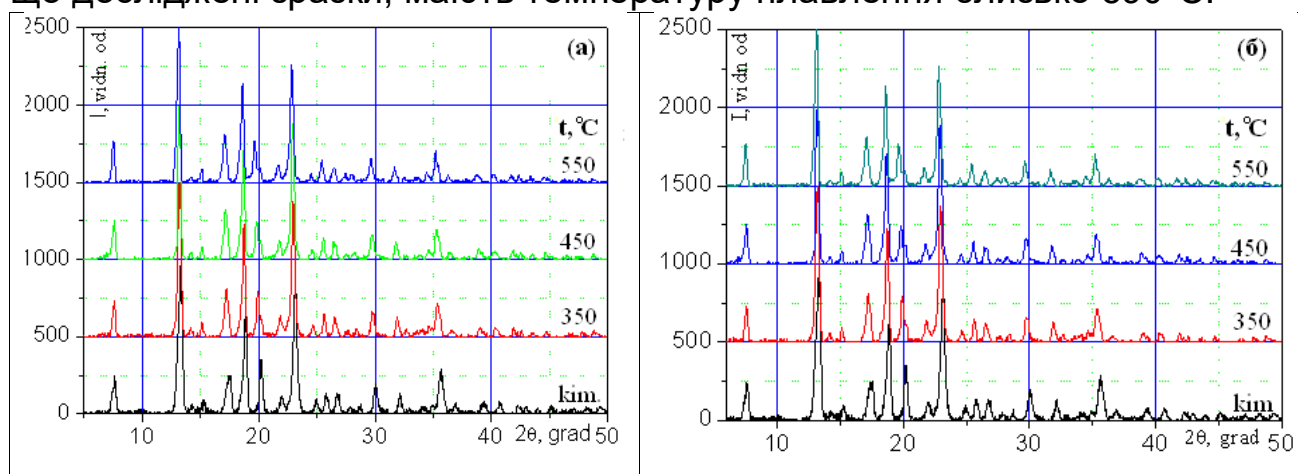 що досліджені зразки, мають температуру плавлення близько
2500
I, vidn. od.
(а)
2000
t,°C
550
1500
450
1000
350
500
kim.
0
10
20
30
40
2θ, grad
50
2500
I, vidn od
(б)
2000
t,°C
550
1500
450
1000
350
500
kim
0
10
20
30
40
2θ, grad
50